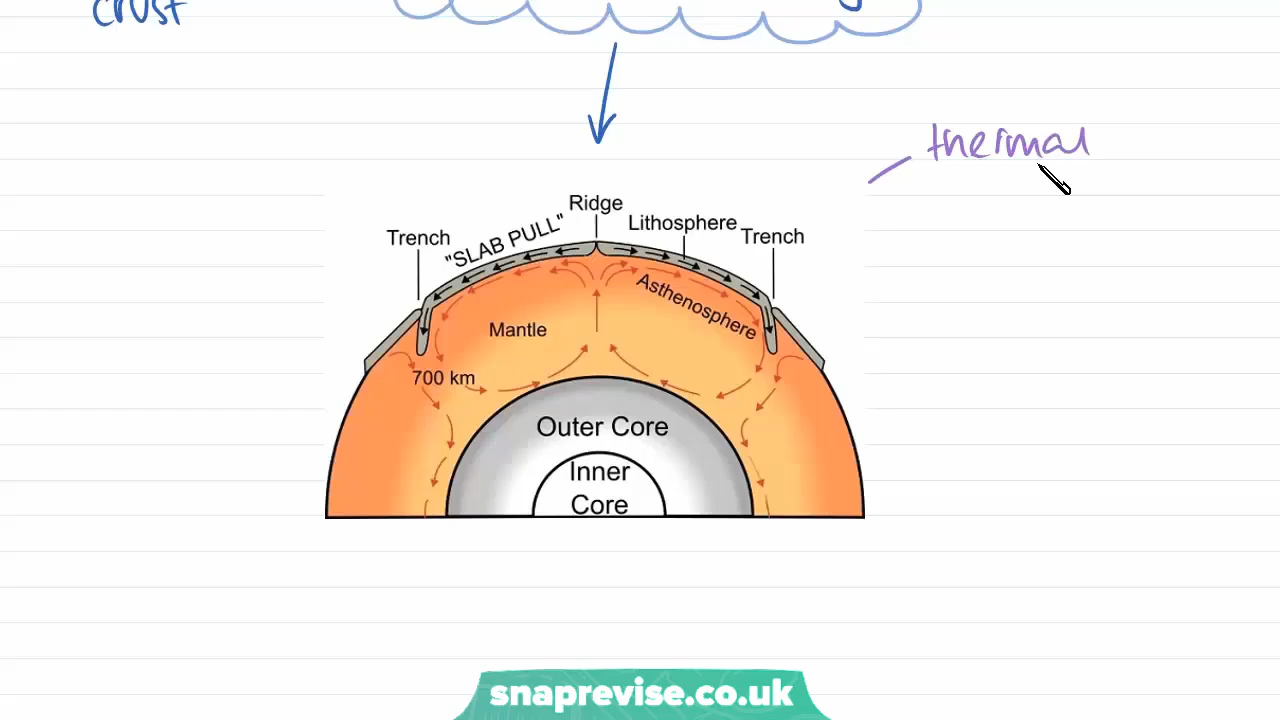 crust
thermal
Ridge
Lithosphere
Trench
"SLAB PULL"
Trench
Asthenosphere
Mantle
700 km
Outer Core
Inner
Core
snaprevise.co.uk